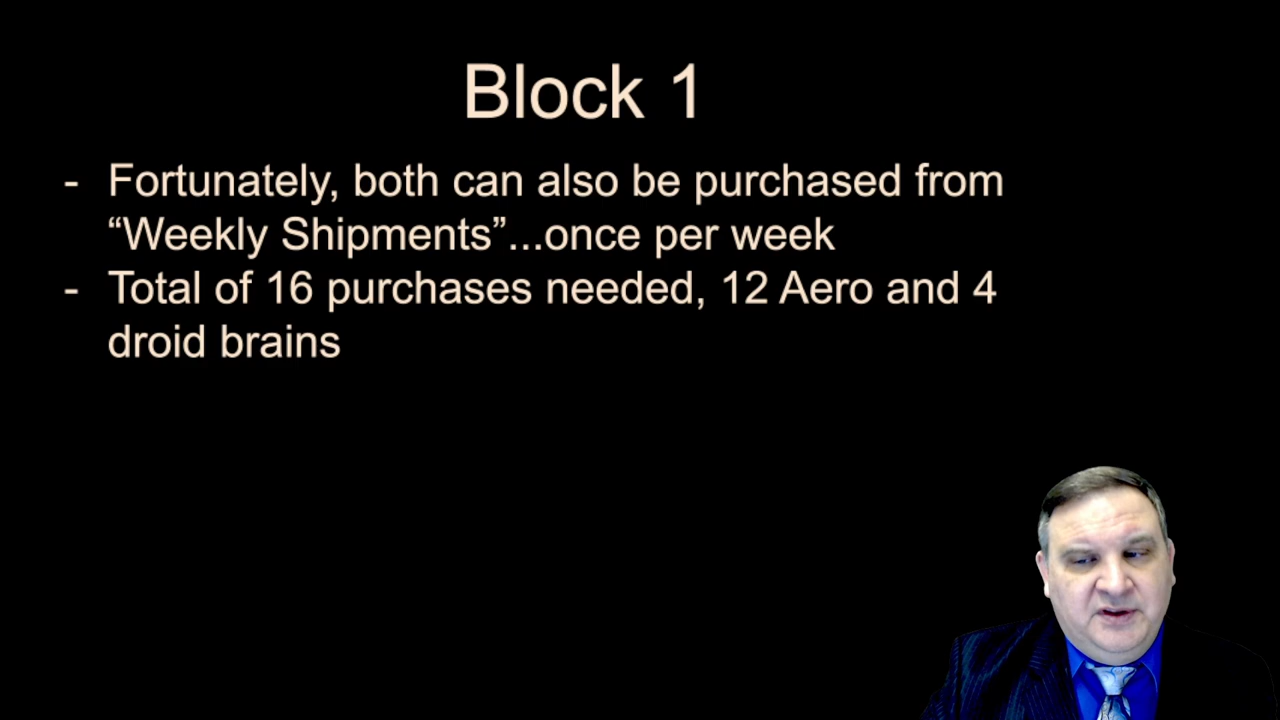 Block 1
- Fortunately, both can also be purchased from
“Weekly Shipments”...once per week
- Total of 16 purchases needed, 12 Aero and 4
droid brains